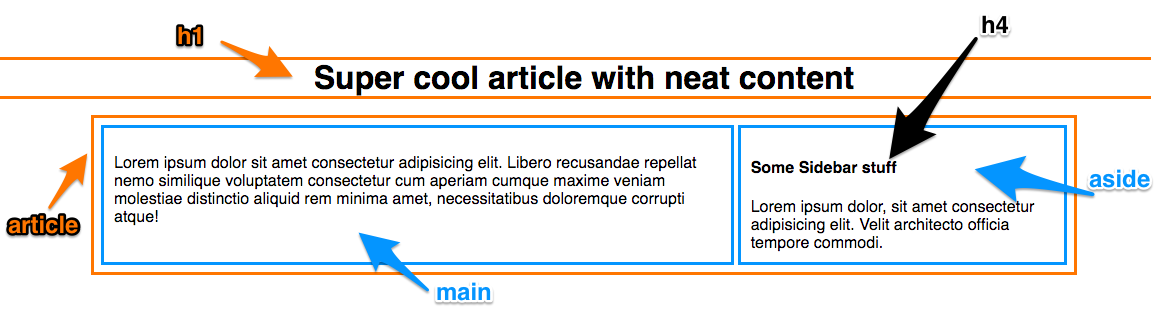 h1
h4
Super cool article with neat content
Lorem ipsum dolor sit amet consectetur adipisicing elit. Libero recusandae repellat
nemo similique voluptatem consectetur cum aperiam cumque maxime veniam
molestiae distinctio aliquid rem minima amet, necessitatibus doloremque corrupti
atque!
Some Sidebar stuff
Lorem ipsum dolor, sit amet consectetur
adipisicing elit. Velit architecto officia
tempore commodi.
aside
article
main